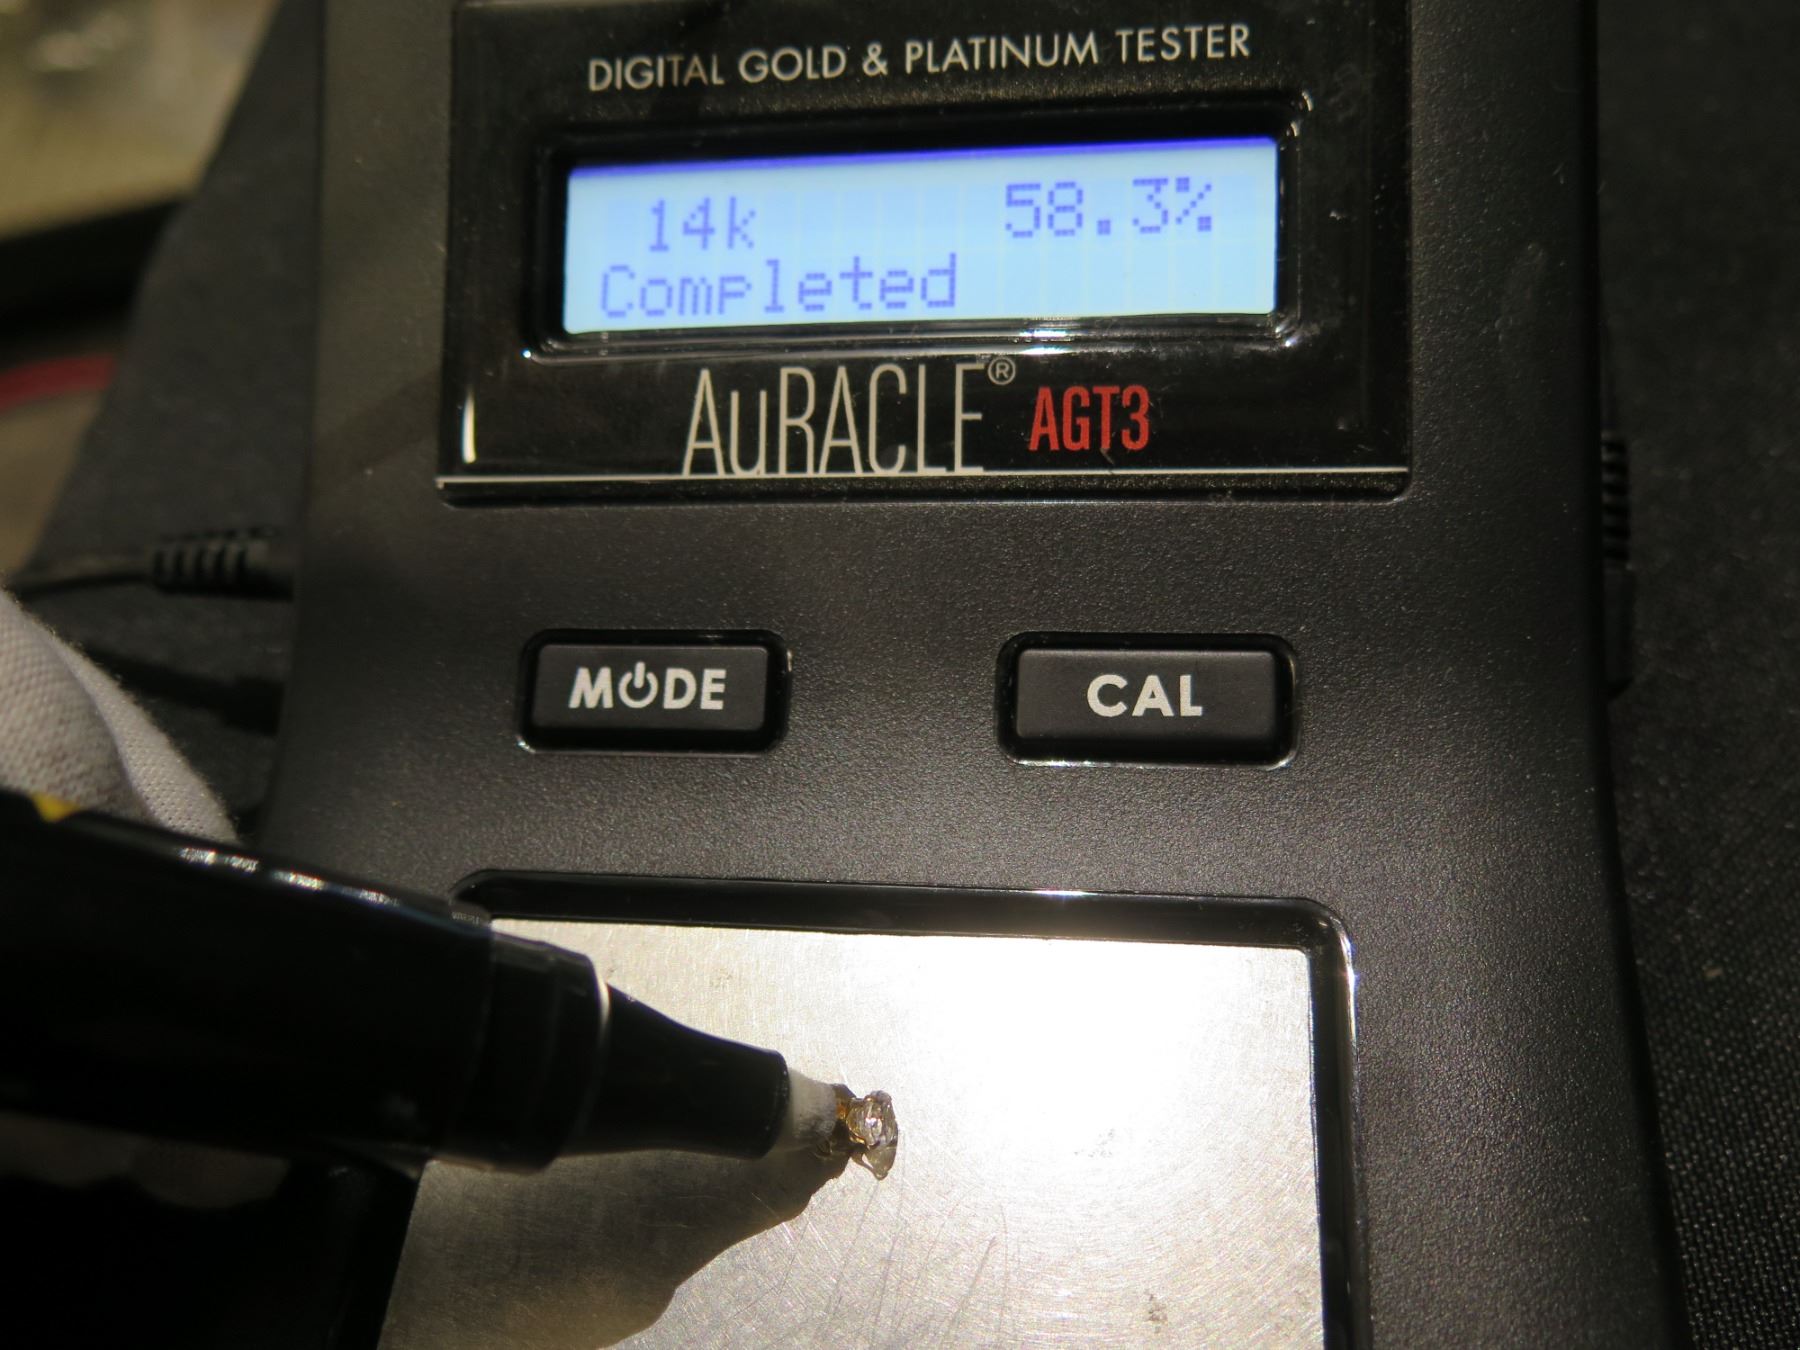 DIGITAL GOLD & PLATINUM TESTER
14k 58.3%
Completed
AuRACLE® AGT3
MODE CAL